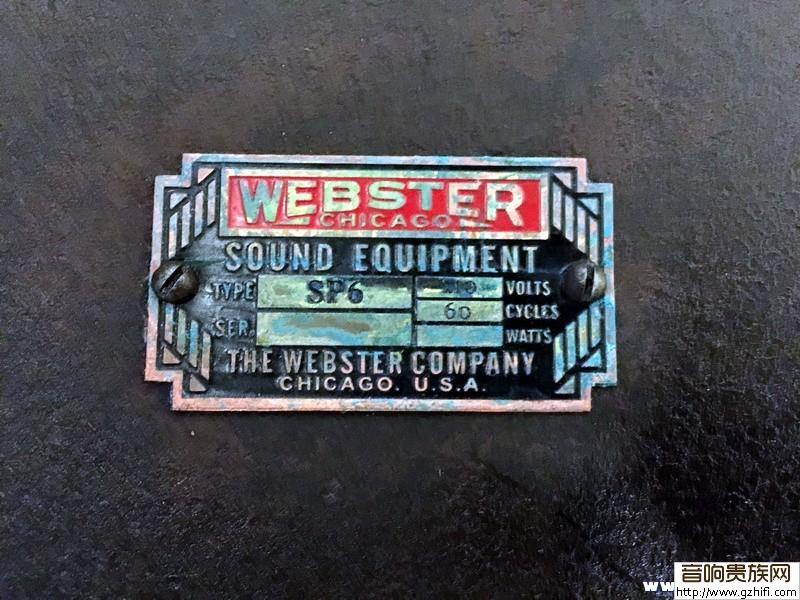 WEBSTER
CHICAGO
SOUND EQUIPMENT
TYPE SP6 110 VOLTS
60 CYCLES
SER. WATTS
THE WEBSTER COMPANY
CHICAGO. U.S.A.
音响贵族网
http://www.gzhifi.com